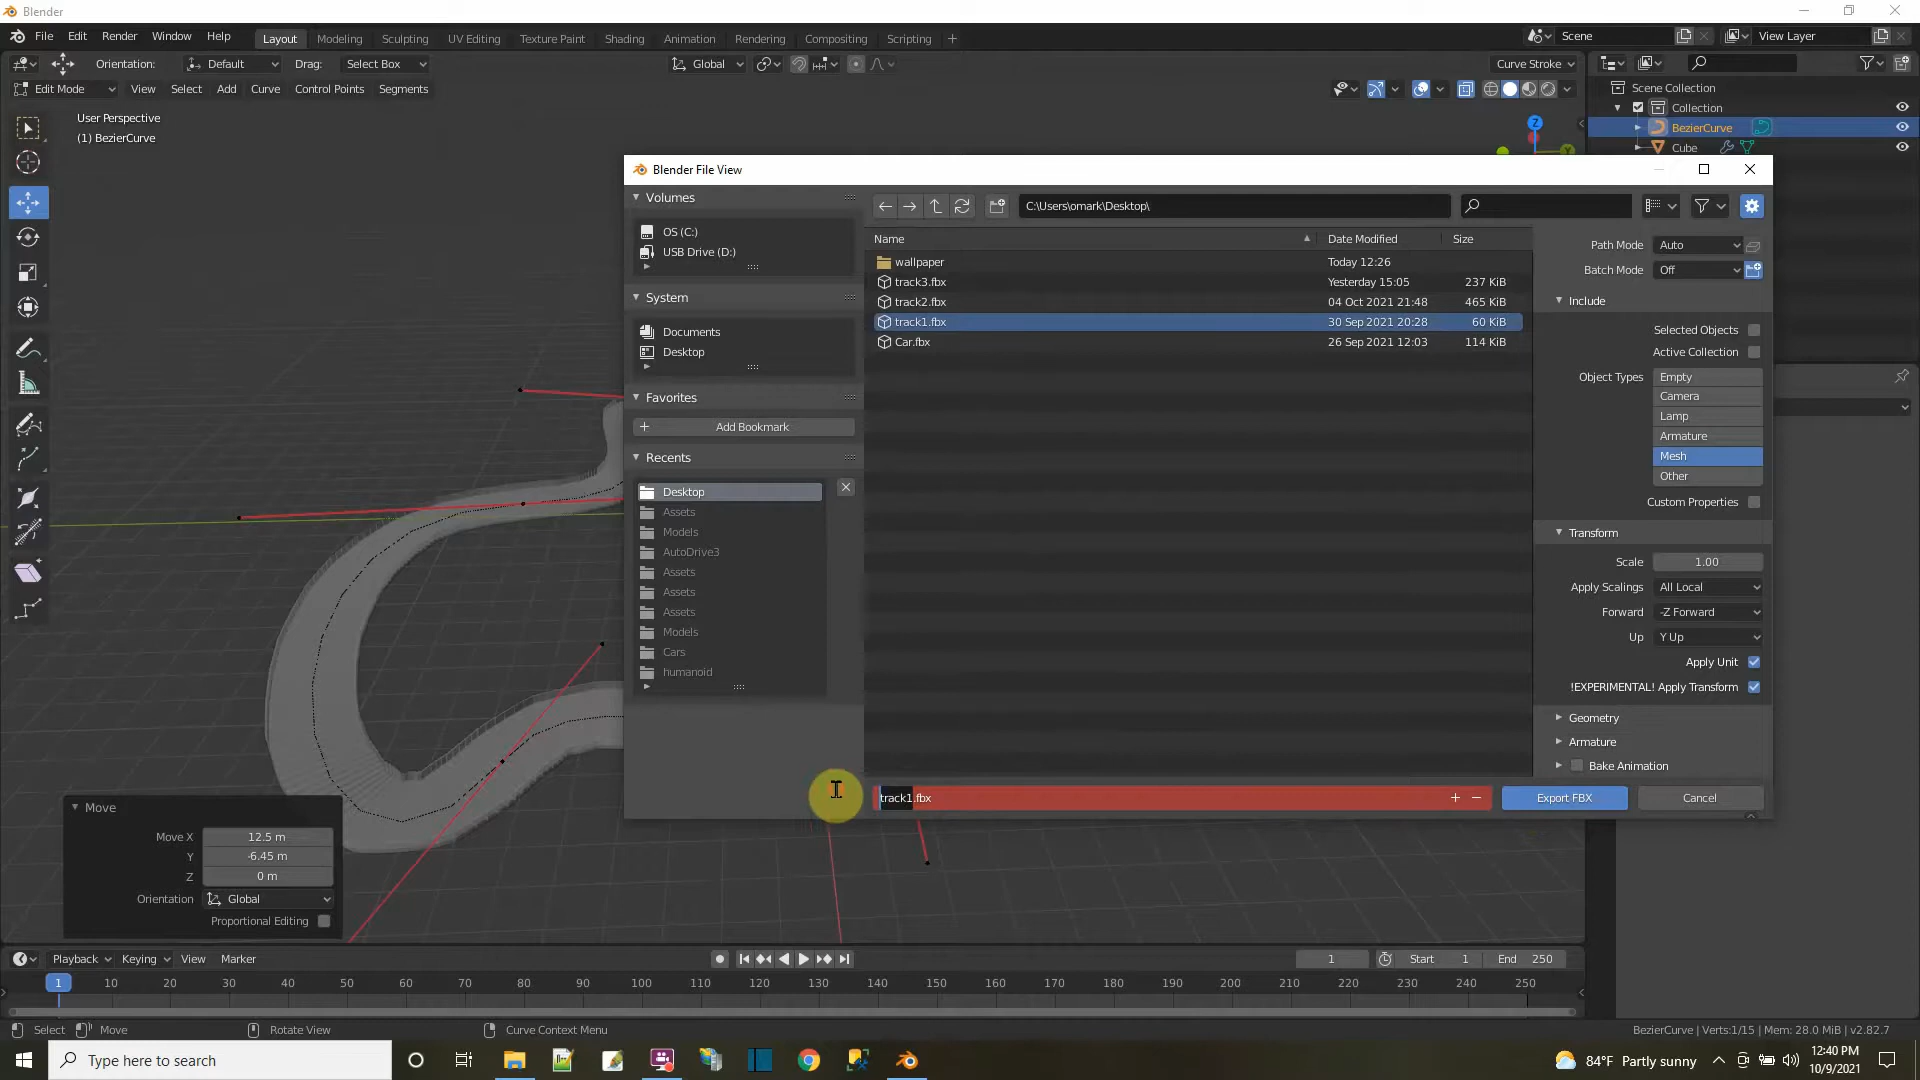 Blender
File Edit Render Window Help Layout Modeling Sculpting UV Editing Texture Paint Shading Animation Rendering Compositing Scripting + Scene View Layer
Orientation: Default Drag: Select Box Global Curve Stroke
Edit Mode View Select Add Curve Control Points Segments
User Perspective
(1) BezierCurve
Z
Scene Collection
Collection
BezierCurve
Cube
Blender File View
Volumes
OS (C:)
USB Drive (D:)
System
Documents
Desktop
Favorites
+ Add Bookmark
Recents
Desktop
Assets
Models
AutoDrive3
Assets
Assets
Assets
Models
Cars
humanoid
C:\Users\omark\Desktop\
Name Date Modified Size
wallpaper Today 12:26
track3.fbx Yesterday 15:05 237 KiB
track2.fbx 04 Oct 2021 21:48 465 KiB
track1.fbx 30 Sep 2021 20:28 60 KiB
Car.fbx 26 Sep 2021 12:03 114 KiB
Path Mode Auto
Batch Mode Off
Include
Selected Objects
Active Collection
Object Types Empty
Camera
Lamp
Armature
Mesh
Other
Custom Properties
Transform
Scale 1.00
Apply Scalings All Local
Forward -Z Forward
Up Y Up
Apply Unit
!EXPERIMENTAL! Apply Transform
Geometry
Armature
Bake Animation
track1.fbx + − Export FBX Cancel
Move
Move X 12.5 m
Y -6.45 m
Z 0 m
Orientation Global
Proportional Editing
Playback Keying View Marker 1 Start 1 End 250
1 10 20 30 40 50 60 70 80 90 100 110 120 130 140 150 160 170 180 190 200 210 220 230 240 250
Select Move Rotate View Curve Context Menu BezierCurve | Verts:1/15 | Mem: 28.0 MiB | v2.82.7
Type here to search 84°F Partly sunny 12:40 PM
10/9/2021